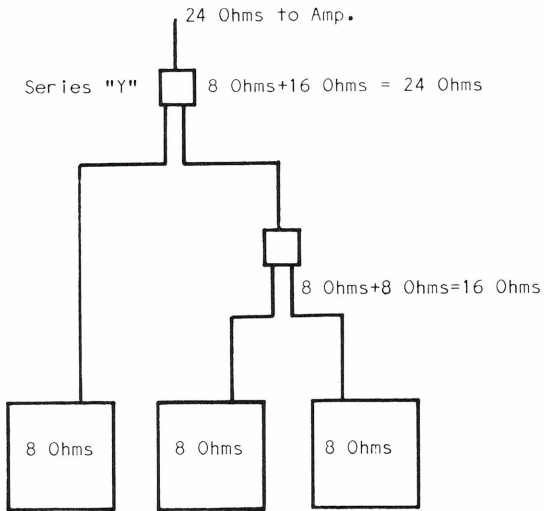 24 Ohms to Amp.
Series "Y"
8 Ohms+16 Ohms = 24 Ohms
8 Ohms+8 Ohms=16 Ohms
8 Ohms
8 Ohms
8 Ohms